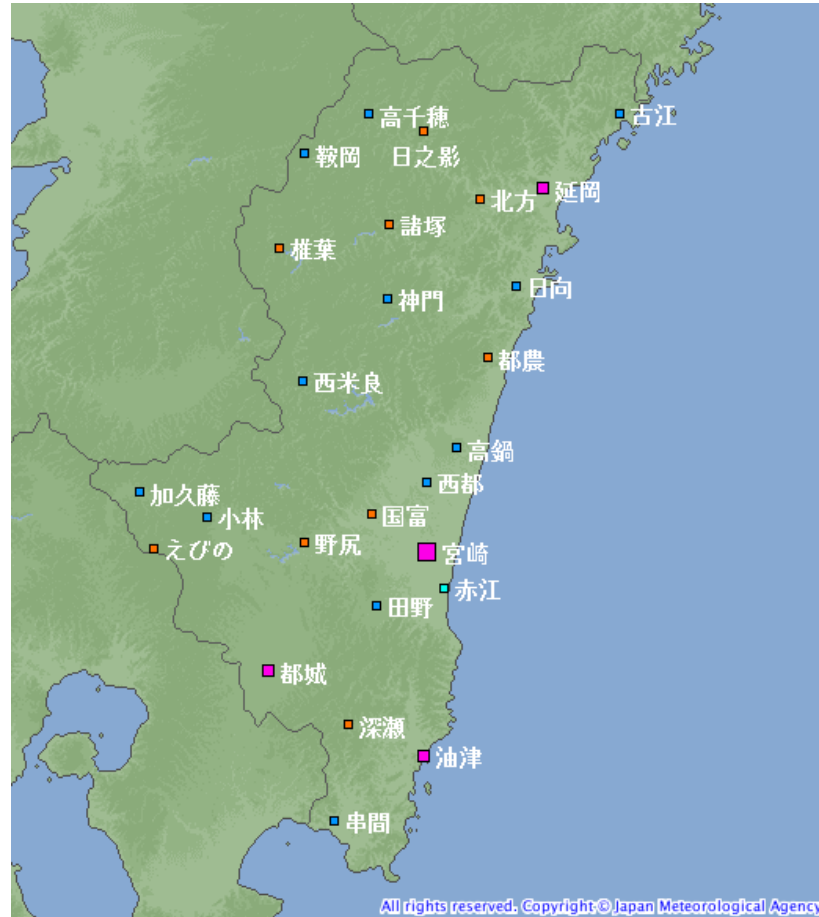 高千穂
古江
日之影
鞍岡
延岡
北方
諸塚
椎葉
日向
神門
都農
西米良
高鍋
西都
加久藤
国富
小林
野尻
えびの
宮崎
赤江
田野
都城
深瀬
油津
串間
All rights reserved. Copyright © Japan Meteorological Agency